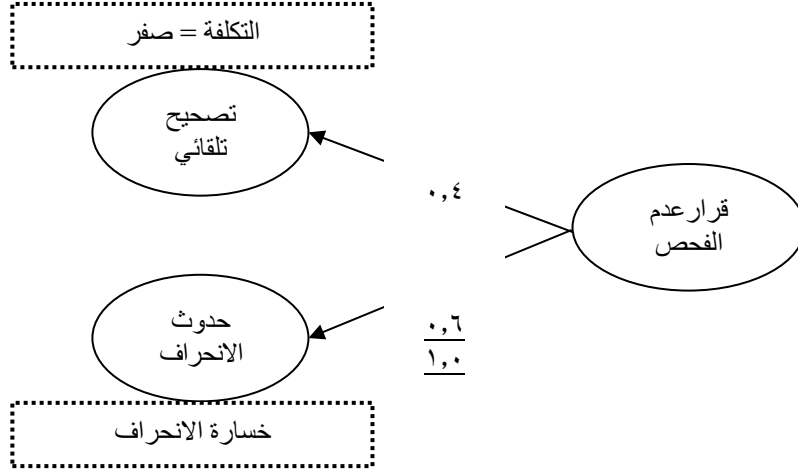 التكلفة = صفر
تصحيح
تلقائي
٠,٤
قرار عدم
الفحص
حدوث
الانحراف
٠,٦
١,٠
خسارة الانحراف